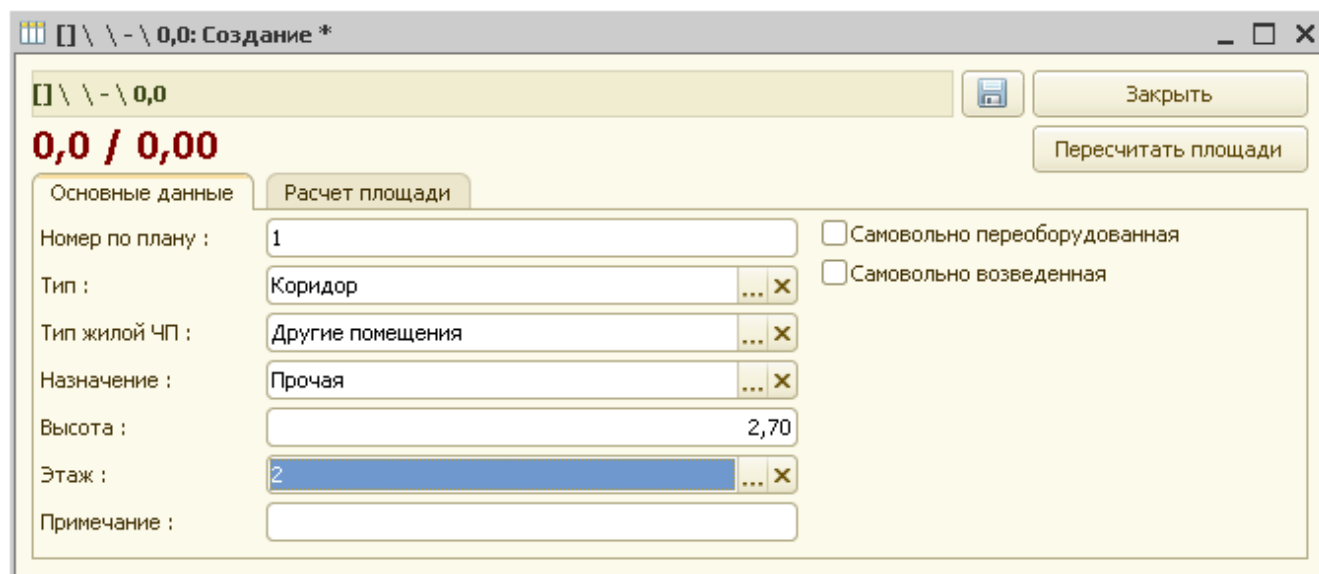 [] \ \ - \ 0,0: Создание *
[] \ \ - \ 0,0
Закрыть
0,0 / 0,00
Пересчитать площади
Основные данные
Расчет площади
Номер по плану : 1
Самовольно переоборудованная
Тип : Коридор ...
Самовольно возведенная
Тип жилой ЧП : Другие помещения ...
Назначение : Прочая ...
Высота : 2,70
Этаж : 2 ...
Примечание :